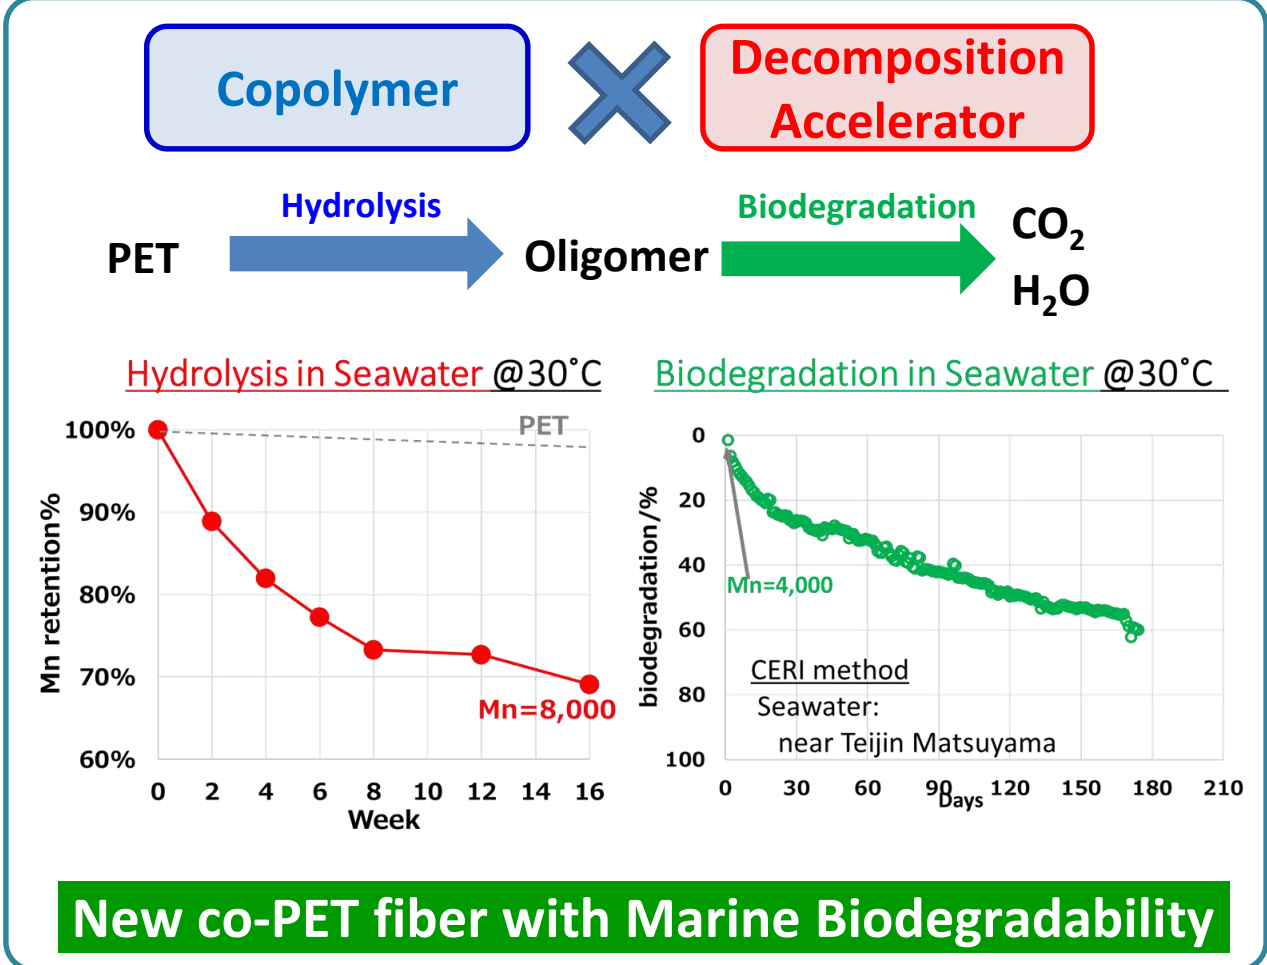 Copolymer
Decomposition
Accelerator
Hydrolysis
Biodegradation
PET
Oligomer
CO₂
H₂O
Hydrolysis in Seawater @30˚C
PET
100%
90%
80%
70%
60%
Mn retention%
Mn=8,000
0 2 4 6 8 10 12 14 16
Week
Biodegradation in Seawater @30˚C
0
20
40
60
80
100
biodegradation/%
Mn=4,000
CERI method
Seawater:
near Teijin Matsuyama
0 30 60 90 120 150 180 210
Days
New co-PET fiber with Marine Biodegradability